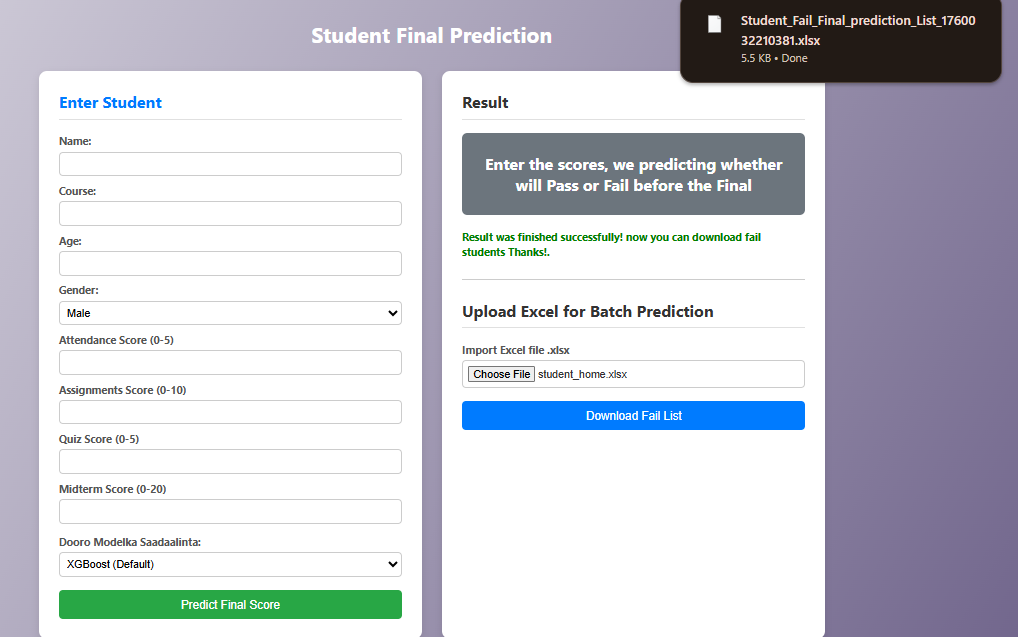 Student Final Prediction
Student_Fail_Final_prediction_List_17600
32210381.xlsx
5.5 KB • Done
Enter Student
Name:
Course:
Age:
Gender:
Male
Attendance Score (0-5)
Assignments Score (0-10)
Quiz Score (0-5)
Midterm Score (0-20)
Dooro Modelka Saadaalinta:
XGBoost (Default)
Predict Final Score
Result
Enter the scores, we predicting whether
will Pass or Fail before the Final
Result was finished successfully! now you can download fail
students Thanks!.
Upload Excel for Batch Prediction
Import Excel file .xlsx
Choose File student_home.xlsx
Download Fail List